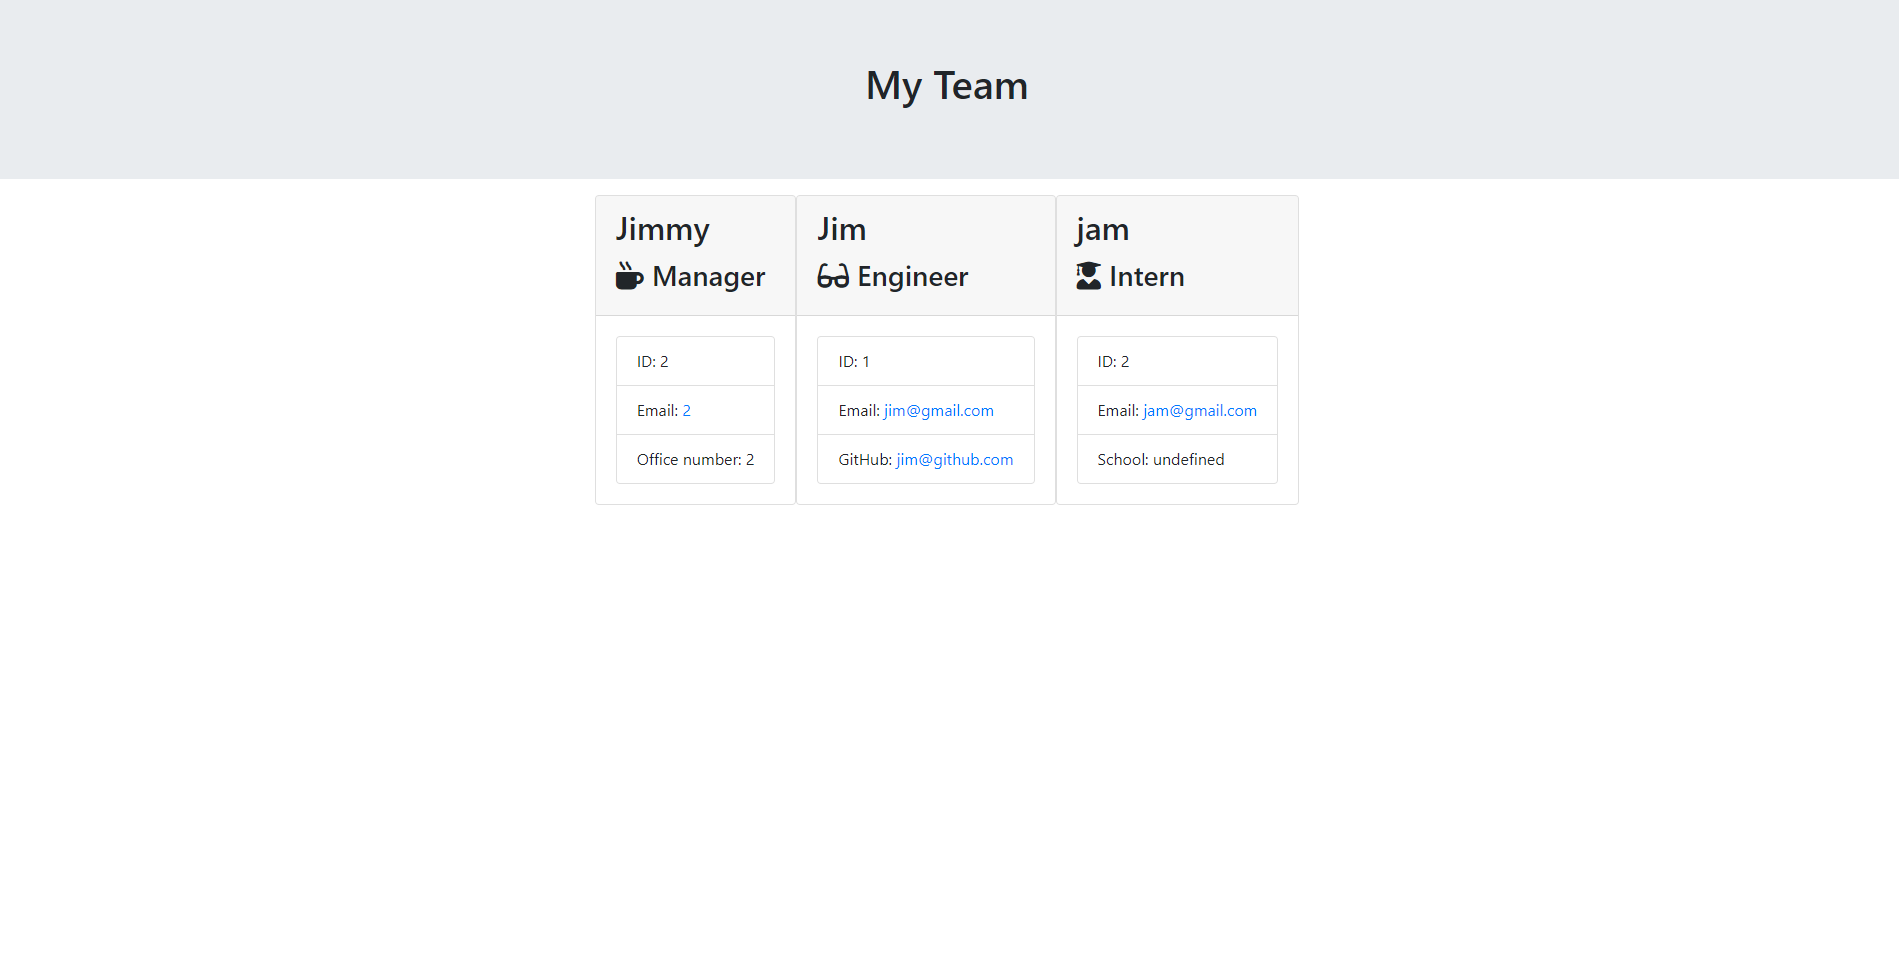 My Team
Jimmy
Manager
ID: 2
Email: 2
Office number: 2
Jim
Engineer
ID: 1
Email: jim@gmail.com
GitHub: jim@github.com
jam
Intern
ID: 2
Email: jam@gmail.com
School: undefined